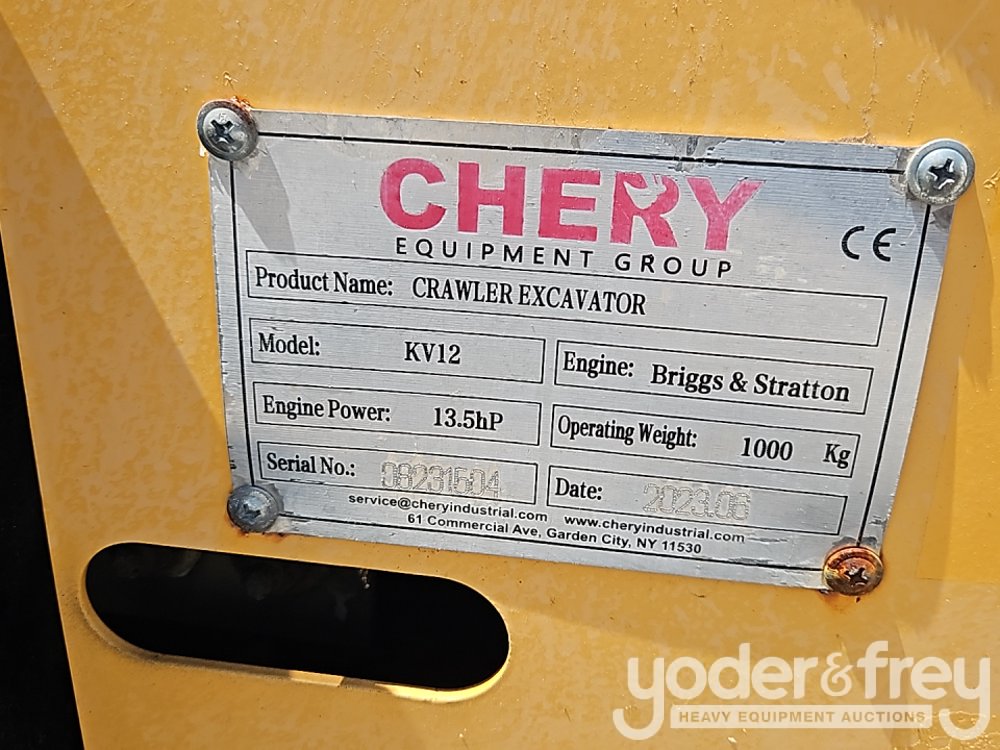 CHERY
EQUIPMENT GROUP
CE
Product Name: CRAWLER EXCAVATOR
Model: KV12
Engine: Briggs & Stratton
Engine Power: 13.5hP
Operating Weight: 1000 Kg
Serial No.: 08231504
Date: 2023.06
service@cheryindustrial.com www.cheryindustrial.com
61 Commercial Ave, Garden City, NY 11530
yoder&frey
HEAVY EQUIPMENT AUCTIONS